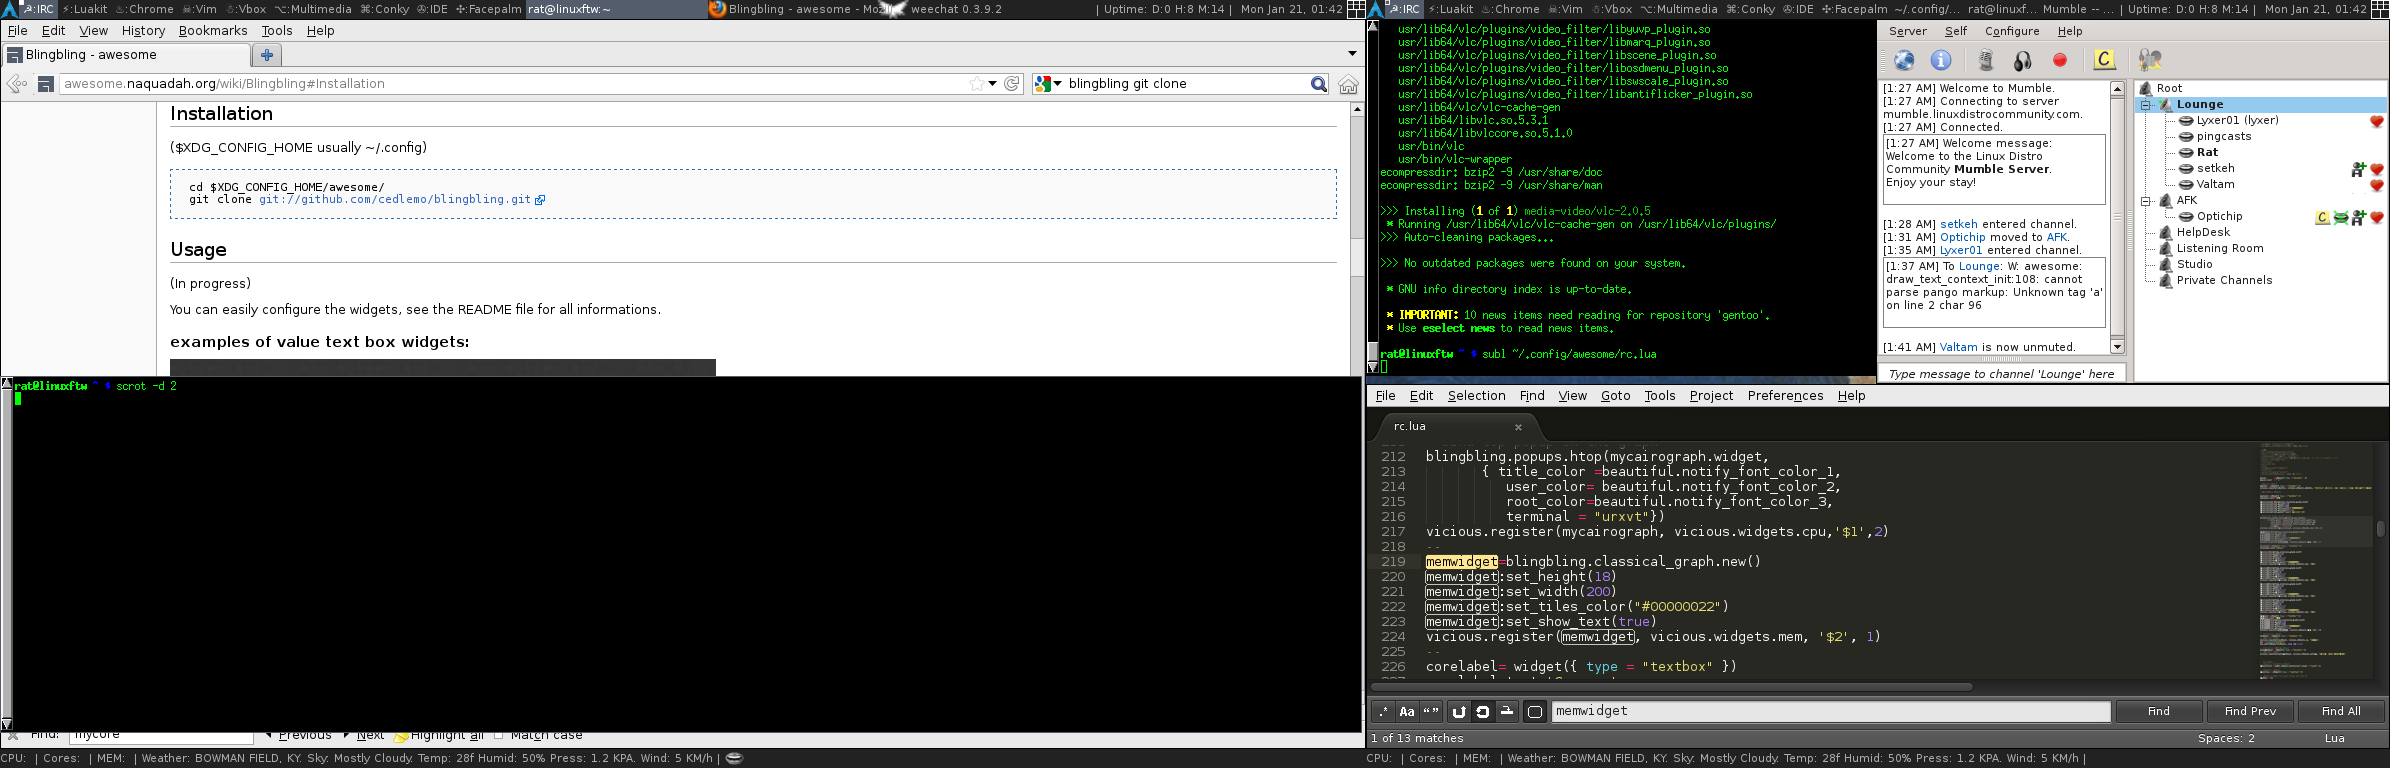 :IRC :Luakit :Chrome :Vim :Vbox :Multimedia :Conky :IDE :Facepalm rat@linuxftw:~ Blingbling - awesome - Mozi weechat 0.3.9.2 | Uptime: D:0 H:8 M:14 | Mon Jan 21, 01:42
File Edit View History Bookmarks Tools Help
Blingbling - awesome
awesome.naquadah.org/wiki/Blingbling#Installation
blingbling git clone
Installation
($XDG_CONFIG_HOME usually ~/.config)
cd $XDG_CONFIG_HOME/awesome/
git clone git://github.com/cedlemo/blingbling.git
Usage
(In progress)
You can easily configure the widgets, see the README file for all informations.
examples of value text box widgets:
rat@linuxftw ~ $ scrot -d 2
Find: mycore Previous Next Highlight all Match case
CPU: | Cores: | MEM: | Weather: BOWMAN FIELD, KY. Sky: Mostly Cloudy. Temp: 28f Humid: 50% Press: 1.2 KPA. Wind: 5 KM/h |
:IRC :Luakit :Chrome :Vim :Vbox :Multimedia :Conky :IDE :Facepalm ~/.config/... rat@linuxf... Mumble -- ... | Uptime: D:0 H:8 M:14 | Mon Jan 21, 01:42
usr/lib64/vlc/plugins/video_filter/libyuvp_plugin.so
usr/lib64/vlc/plugins/video_filter/libmarq_plugin.so
usr/lib64/vlc/plugins/video_filter/libscene_plugin.so
usr/lib64/vlc/plugins/video_filter/libosdmenu_plugin.so
usr/lib64/vlc/plugins/video_filter/libswscale_plugin.so
usr/lib64/vlc/plugins/video_filter/libantiflicker_plugin.so
usr/lib64/vlc/vlc-cache-gen
usr/lib64/libvlc.so.5.3.1
usr/lib64/libvlccore.so.5.1.0
usr/bin/vlc
usr/bin/vlc-wrapper
ecompressdir: bzip2 -9 /usr/share/doc
ecompressdir: bzip2 -9 /usr/share/man
>>> Installing (1 of 1) media-video/vlc-2.0.5
* Running /usr/lib64/vlc/vlc-cache-gen on /usr/lib64/vlc/plugins/
>>> Auto-cleaning packages...
>>> No outdated packages were found on your system.
* GNU info directory index is up-to-date.
* IMPORTANT: 10 news items need reading for repository 'gentoo'.
* Use eselect news to read news items.
rat@linuxftw ~ $ subl ~/.config/awesome/rc.lua
Server Self Configure Help
[1:27 AM] Welcome to Mumble.
[1:27 AM] Connecting to server
mumble.linuxdistrocommunity.com.
[1:27 AM] Connected.
[1:27 AM] Welcome message:
Welcome to the Linux Distro
Community Mumble Server.
Enjoy your stay!
[1:28 AM] setkeh entered channel.
[1:31 AM] Optichip moved to AFK.
[1:35 AM] Lyxer01 entered channel.
[1:37 AM] To Lounge: W: awesome:
draw_text_context_init:108: cannot
parse pango markup: Unknown tag 'a'
on line 2 char 96
[1:41 AM] Valtam is now unmuted.
Type message to channel 'Lounge' here
Root
Lounge
Lyxer01 (lyxer)
pingcasts
Rat
setkeh
Valtam
AFK
Optichip
HelpDesk
Listening Room
Studio
Private Channels
File Edit Selection Find View Goto Tools Project Preferences Help
rc.lua
212 blingbling.popups.htop(mycairograph.widget,
213 { title_color =beautiful.notify_font_color_1,
214 user_color= beautiful.notify_font_color_2,
215 root_color=beautiful.notify_font_color_3,
216 terminal = "urxvt"})
217 vicious.register(mycairograph, vicious.widgets.cpu,'$1',2)
218 --
219 memwidget=blingbling.classical_graph.new()
220 memwidget:set_height(18)
221 memwidget:set_width(200)
222 memwidget:set_tiles_color("#00000022")
223 memwidget:set_show_text(true)
224 vicious.register(memwidget, vicious.widgets.mem, '$2', 1)
225 --
226 corelabel= widget({ type = "textbox" })
.* Aa “” memwidget Find Find Prev Find All
1 of 13 matches Spaces: 2 Lua
CPU: | Cores: | MEM: | Weather: BOWMAN FIELD, KY. Sky: Mostly Cloudy. Temp: 28f Humid: 50% Press: 1.2 KPA. Wind: 5 KM/h |